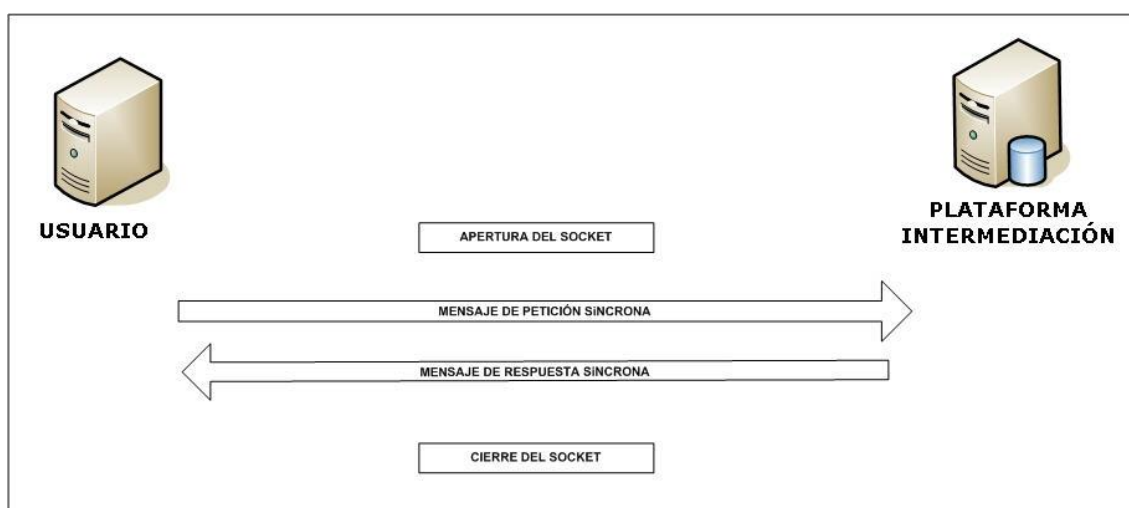 USUARIO
PLATAFORMA
INTERMEDIACIÓN
APERTURA DEL SOCKET
MENSAJE DE PETICIÓN SíNCRONA
MENSAJE DE RESPUESTA SíNCRONA
CIERRE DEL SOCKET